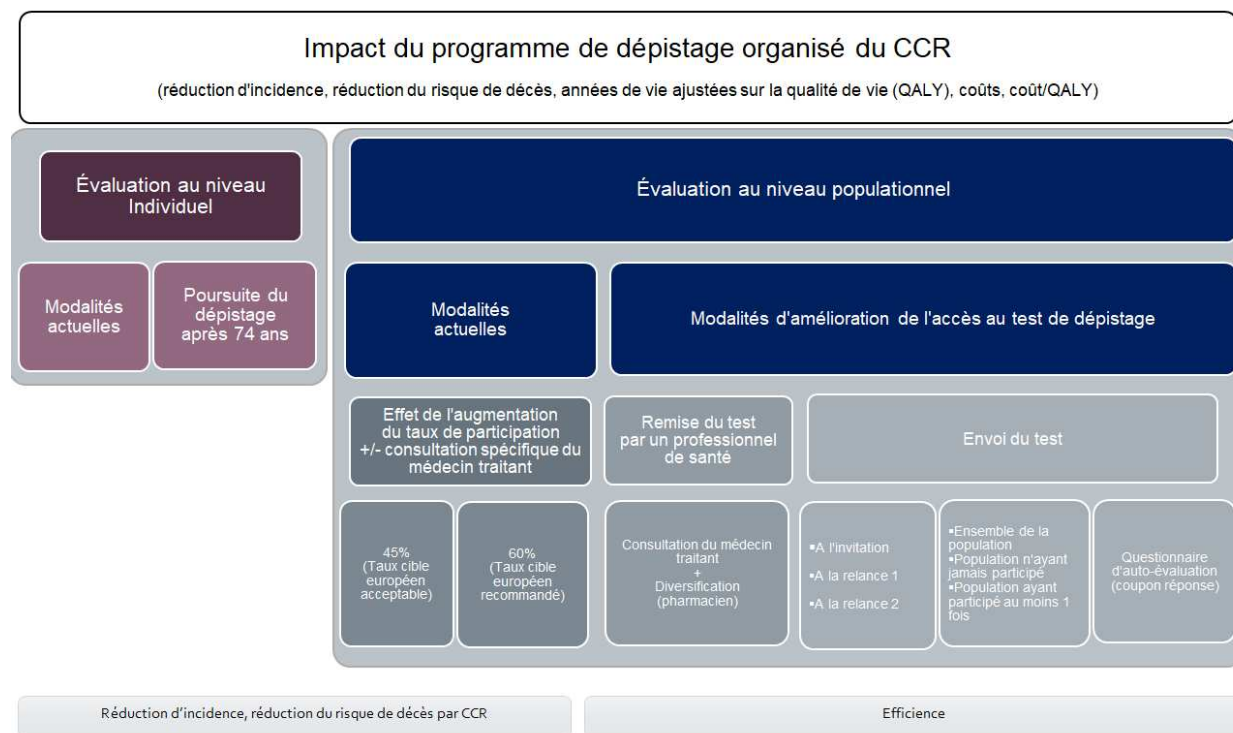 Impact du programme de dépistage organisé du CCR
(réduction d'incidence, réduction du risque de décès, années de vie ajustées sur la qualité de vie (QALY), coûts, coût/QALY)
Évaluation au niveau
Individuel
Évaluation au niveau populationnel
Modalités
actuelles
Poursuite du
dépistage
après 74 ans
Modalités
actuelles
Modalités d'amélioration de l'accès au test de dépistage
Effet de l'augmentation
du taux de participation
+/- consultation spécifique du
médecin traitant
Remise du test
par un professionnel
de santé
Envoi du test
45%
(Taux cible
européen
acceptable)
60%
(Taux cible
européen
recommandé)
Consultation du médecin
traitant
+
Diversification
(pharmacien)
▪A l'invitation
▪A la relance 1
▪A la relance 2
▪Ensemble de la
population
▪Population n'ayant
jamais participé
▪Population ayant
participé au moins 1
fois
Questionnaire
d'auto-évaluation
(coupon réponse)
Réduction d'incidence, réduction du risque de décès par CCR
Efficience